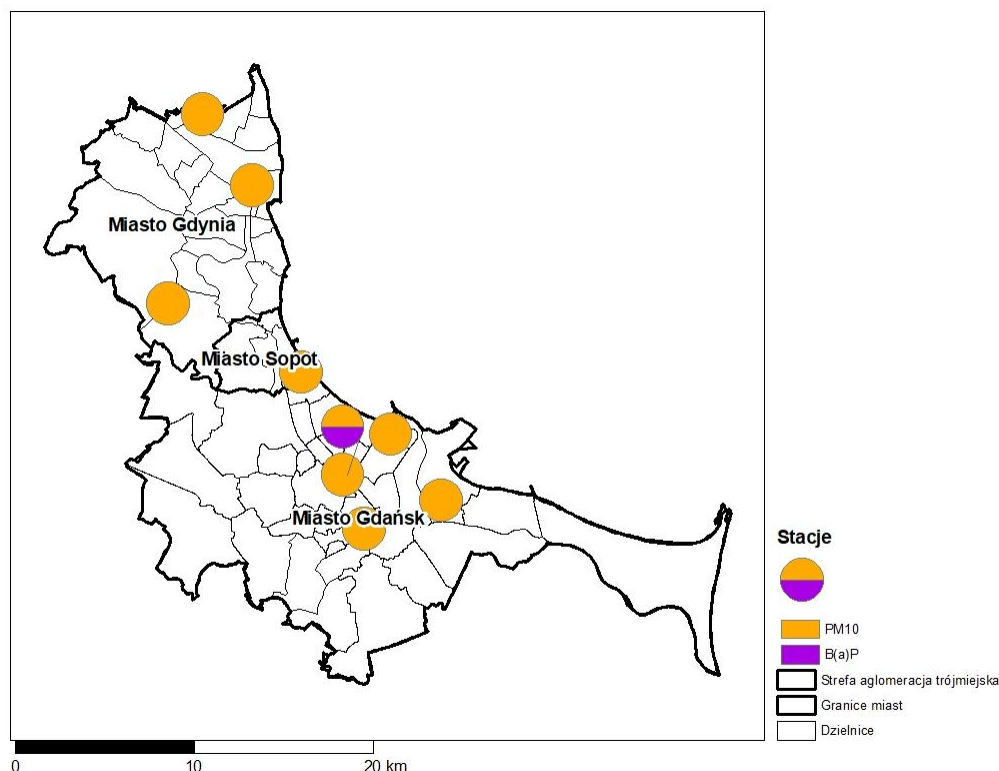 Miasto Gdynia
Miasto Sopot
Miasto Gdańsk
Stacje
PM10
B(a)P
Strefa aglomeracja trójmiejska
Granice miast
Dzielnice
0 10 20 km